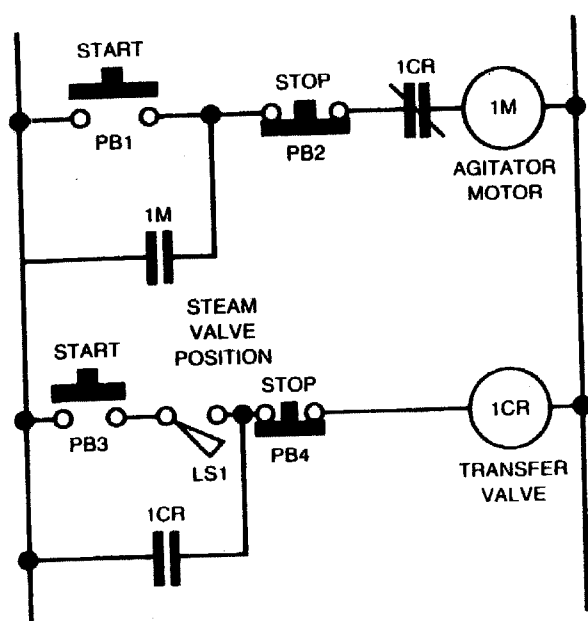 START
STOP
1CR
1M
PB1
PB2
AGITATOR
MOTOR
1M
STEAM
VALVE
POSITION
START
STOP
1CR
PB3
LS1
PB4
TRANSFER
VALVE
1CR